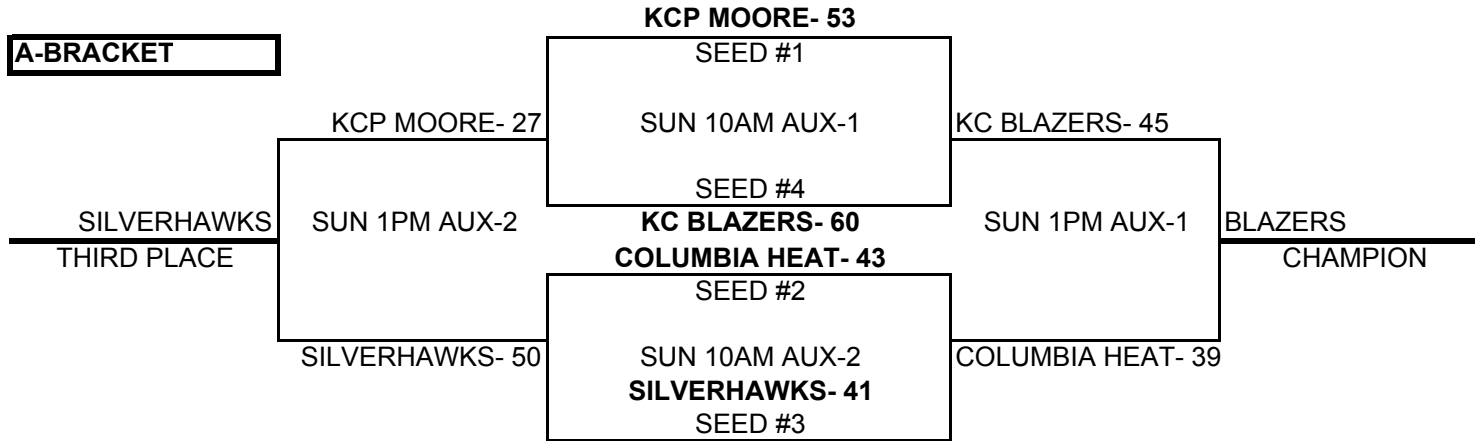 KCP MOORE- 53
A-BRACKET
SEED #1
KCP MOORE- 27
SUN 10AM AUX-1
KC BLAZERS- 45
SEED #4
SILVERHAWKS
SUN 1PM AUX-2
KC BLAZERS- 60
SUN 1PM AUX-1
BLAZERS
THIRD PLACE
COLUMBIA HEAT- 43
CHAMPION
SEED #2
SILVERHAWKS- 50
SUN 10AM AUX-2
COLUMBIA HEAT- 39
SILVERHAWKS- 41
SEED #3